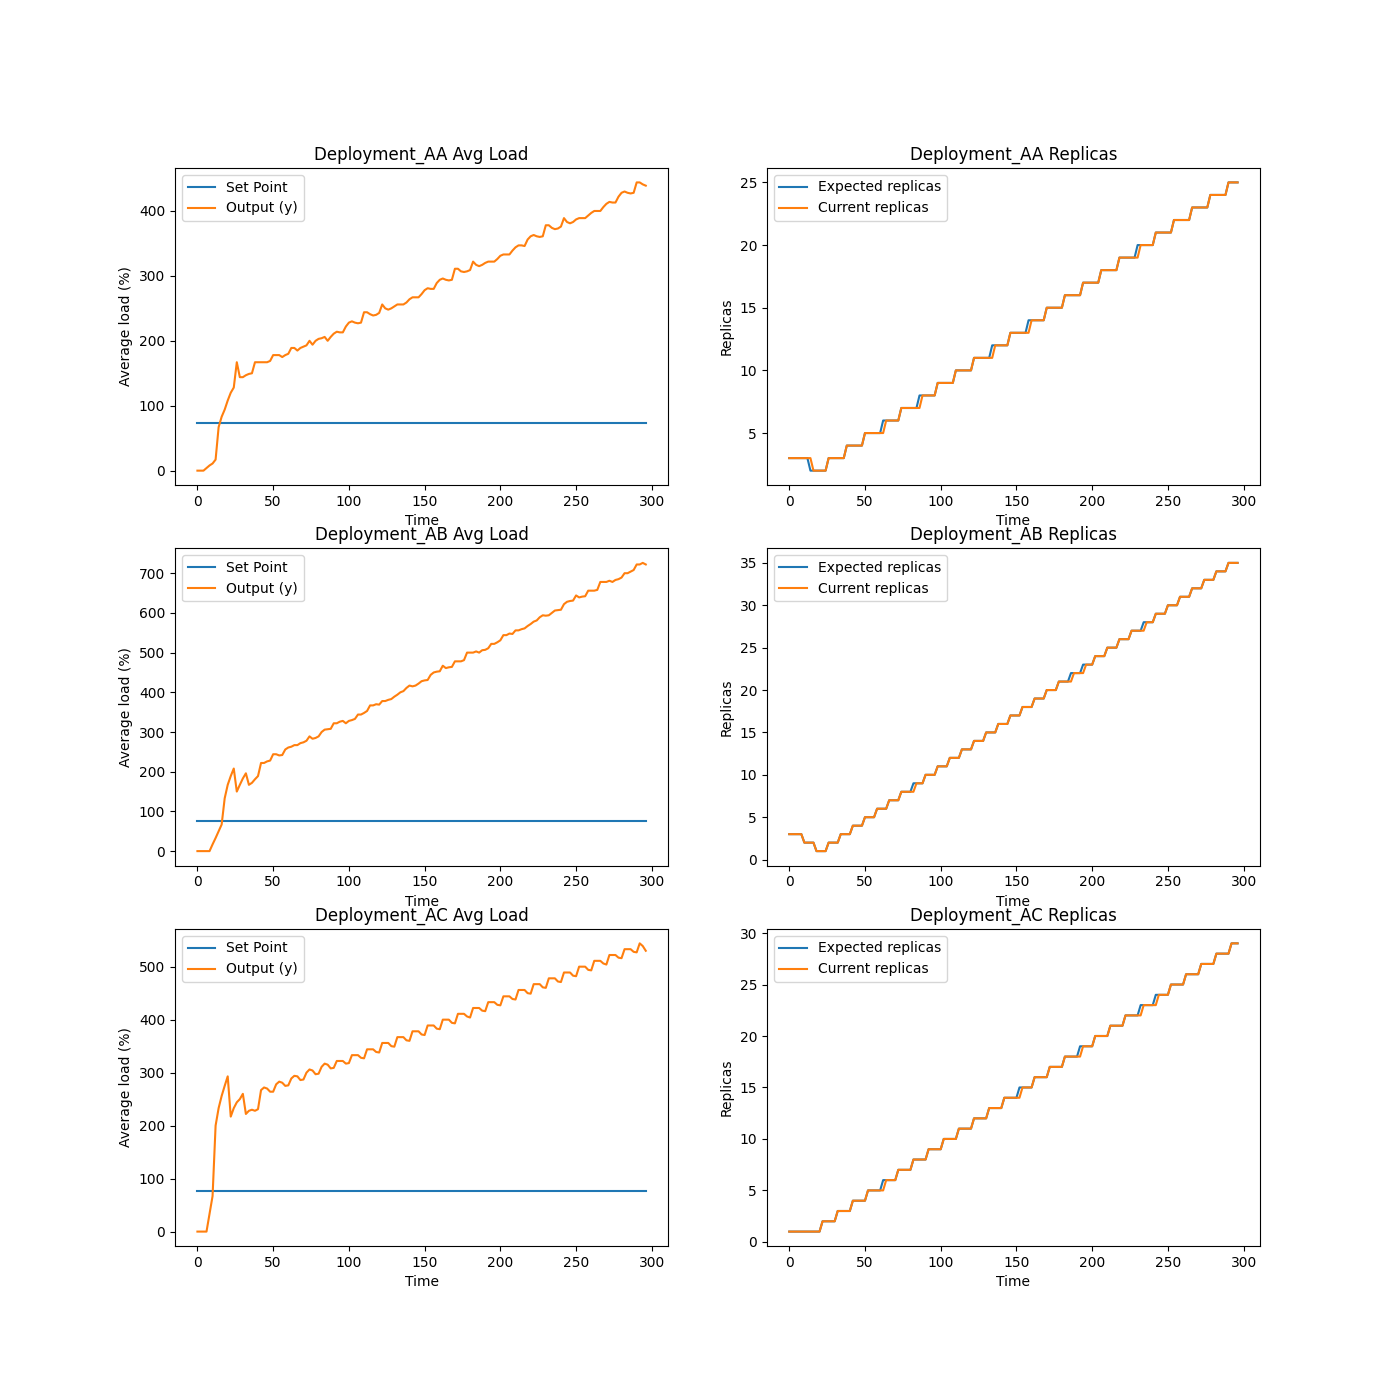 Deployment_AA Avg Load
Set Point
Output (y)
Average load (%)
400
300
200
100
0
0 50 100 150 200 250 300
Time
Deployment_AA Replicas
Expected replicas
Current replicas
Replicas
25
20
15
10
5
0 50 100 150 200 250 300
Time
Deployment_AB Avg Load
Set Point
Output (y)
Average load (%)
700
600
500
400
300
200
100
0
0 50 100 150 200 250 300
Time
Deployment_AB Replicas
Expected replicas
Current replicas
Replicas
35
30
25
20
15
10
5
0
0 50 100 150 200 250 300
Time
Deployment_AC Avg Load
Set Point
Output (y)
Average load (%)
500
400
300
200
100
0
0 50 100 150 200 250 300
Time
Deployment_AC Replicas
Expected replicas
Current replicas
Replicas
30
25
20
15
10
5
0
0 50 100 150 200 250 300
Time